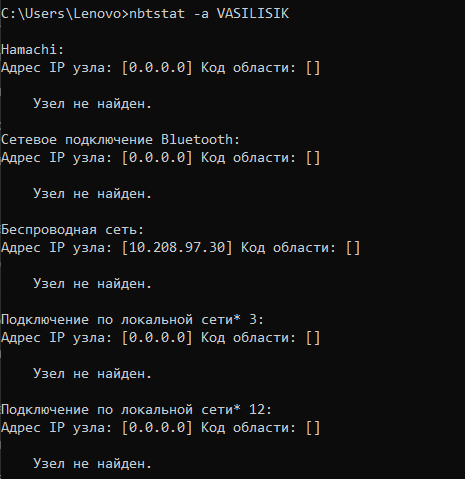 C:\Users\Lenovo>nbtstat -a VASILISIK
Hamachi:
Адрес IP узла: [0.0.0.0] Код области: []
Узел не найден.
Сетевое подключение Bluetooth:
Адрес IP узла: [0.0.0.0] Код области: []
Узел не найден.
Беспроводная сеть:
Адрес IP узла: [10.208.97.30] Код области: []
Узел не найден.
Подключение по локальной сети* 3:
Адрес IP узла: [0.0.0.0] Код области: []
Узел не найден.
Подключение по локальной сети* 12:
Адрес IP узла: [0.0.0.0] Код области: []
Узел не найден.